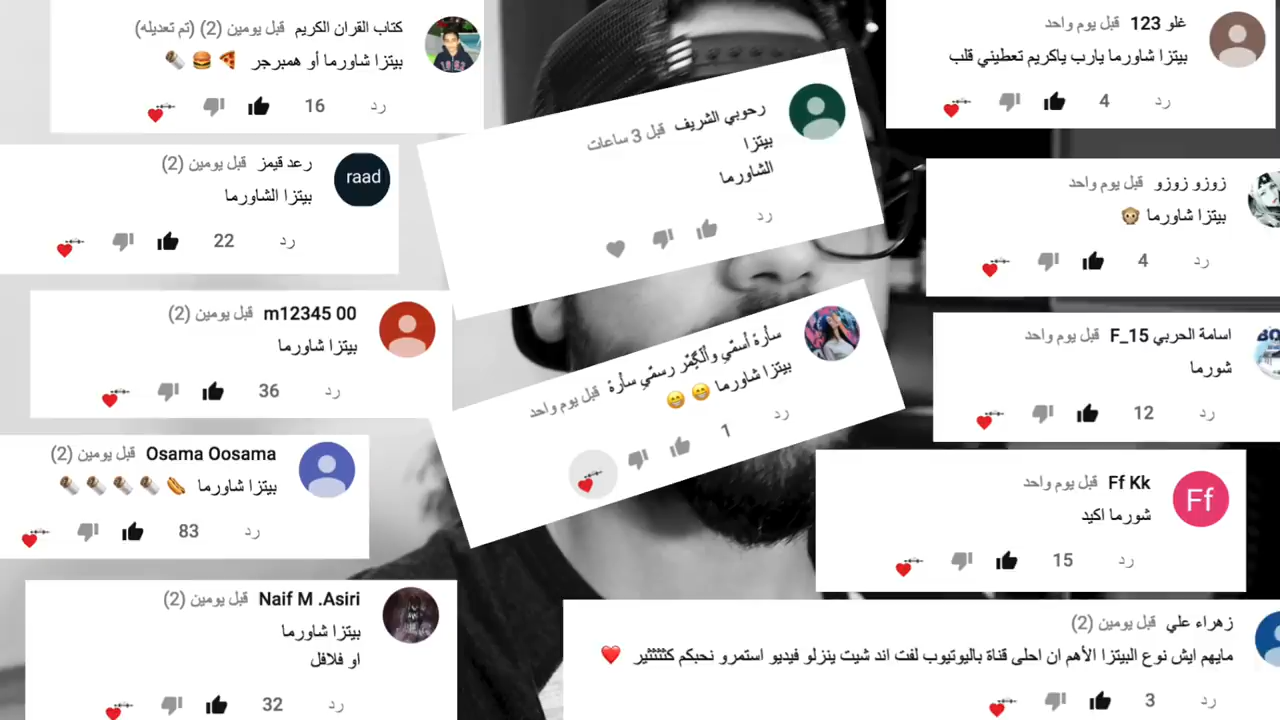 كتاب القران الكريم قبل يومين (2) (تم تعديله)
بيتزا شاورما أو همبرجر 🍕 🍔 🌯
رد 16
raad
رعد قيمز قبل يومين (2)
بيتزا الشاورما
رد 22
m12345 00 قبل يومين (2)
بيتزا شاورما
رد 36
Osama Oosama قبل يومين (2)
بيتزا شاورما 🌭 🌯 🌯 🌯 🌯
رد 83
Naif M .Asiri قبل يومين (2)
بيتزا شاورما
او فلافل
رد 32
رحوبي الشريف قبل 3 ساعات
بيتزا
الشاورما
رد
سأرة أسمّي وألَگِمّر رسمّي سأرة قبل يوم واحد
بيتزا شاورما 😁 😁
رد 1
غلو 123 قبل يوم واحد
بيتزا شاورما يارب ياكريم تعطيني قلب
رد 4
زوزو زوزو قبل يوم واحد
بيتزا شاورما 🙊
رد 4
اسامة الحربي F_15 قبل يوم واحد
شورما
رد 12
Ff
Ff Kk قبل يوم واحد
شورما اكيد
رد 15
زهراء علي قبل يومين (2)
مايهم ايش نوع البيتزا الأهم ان احلى قناة باليوتيوب لفت اند شيت ينزلو فيديو استمرو نحبكم كثثثثير ❤️
رد 3